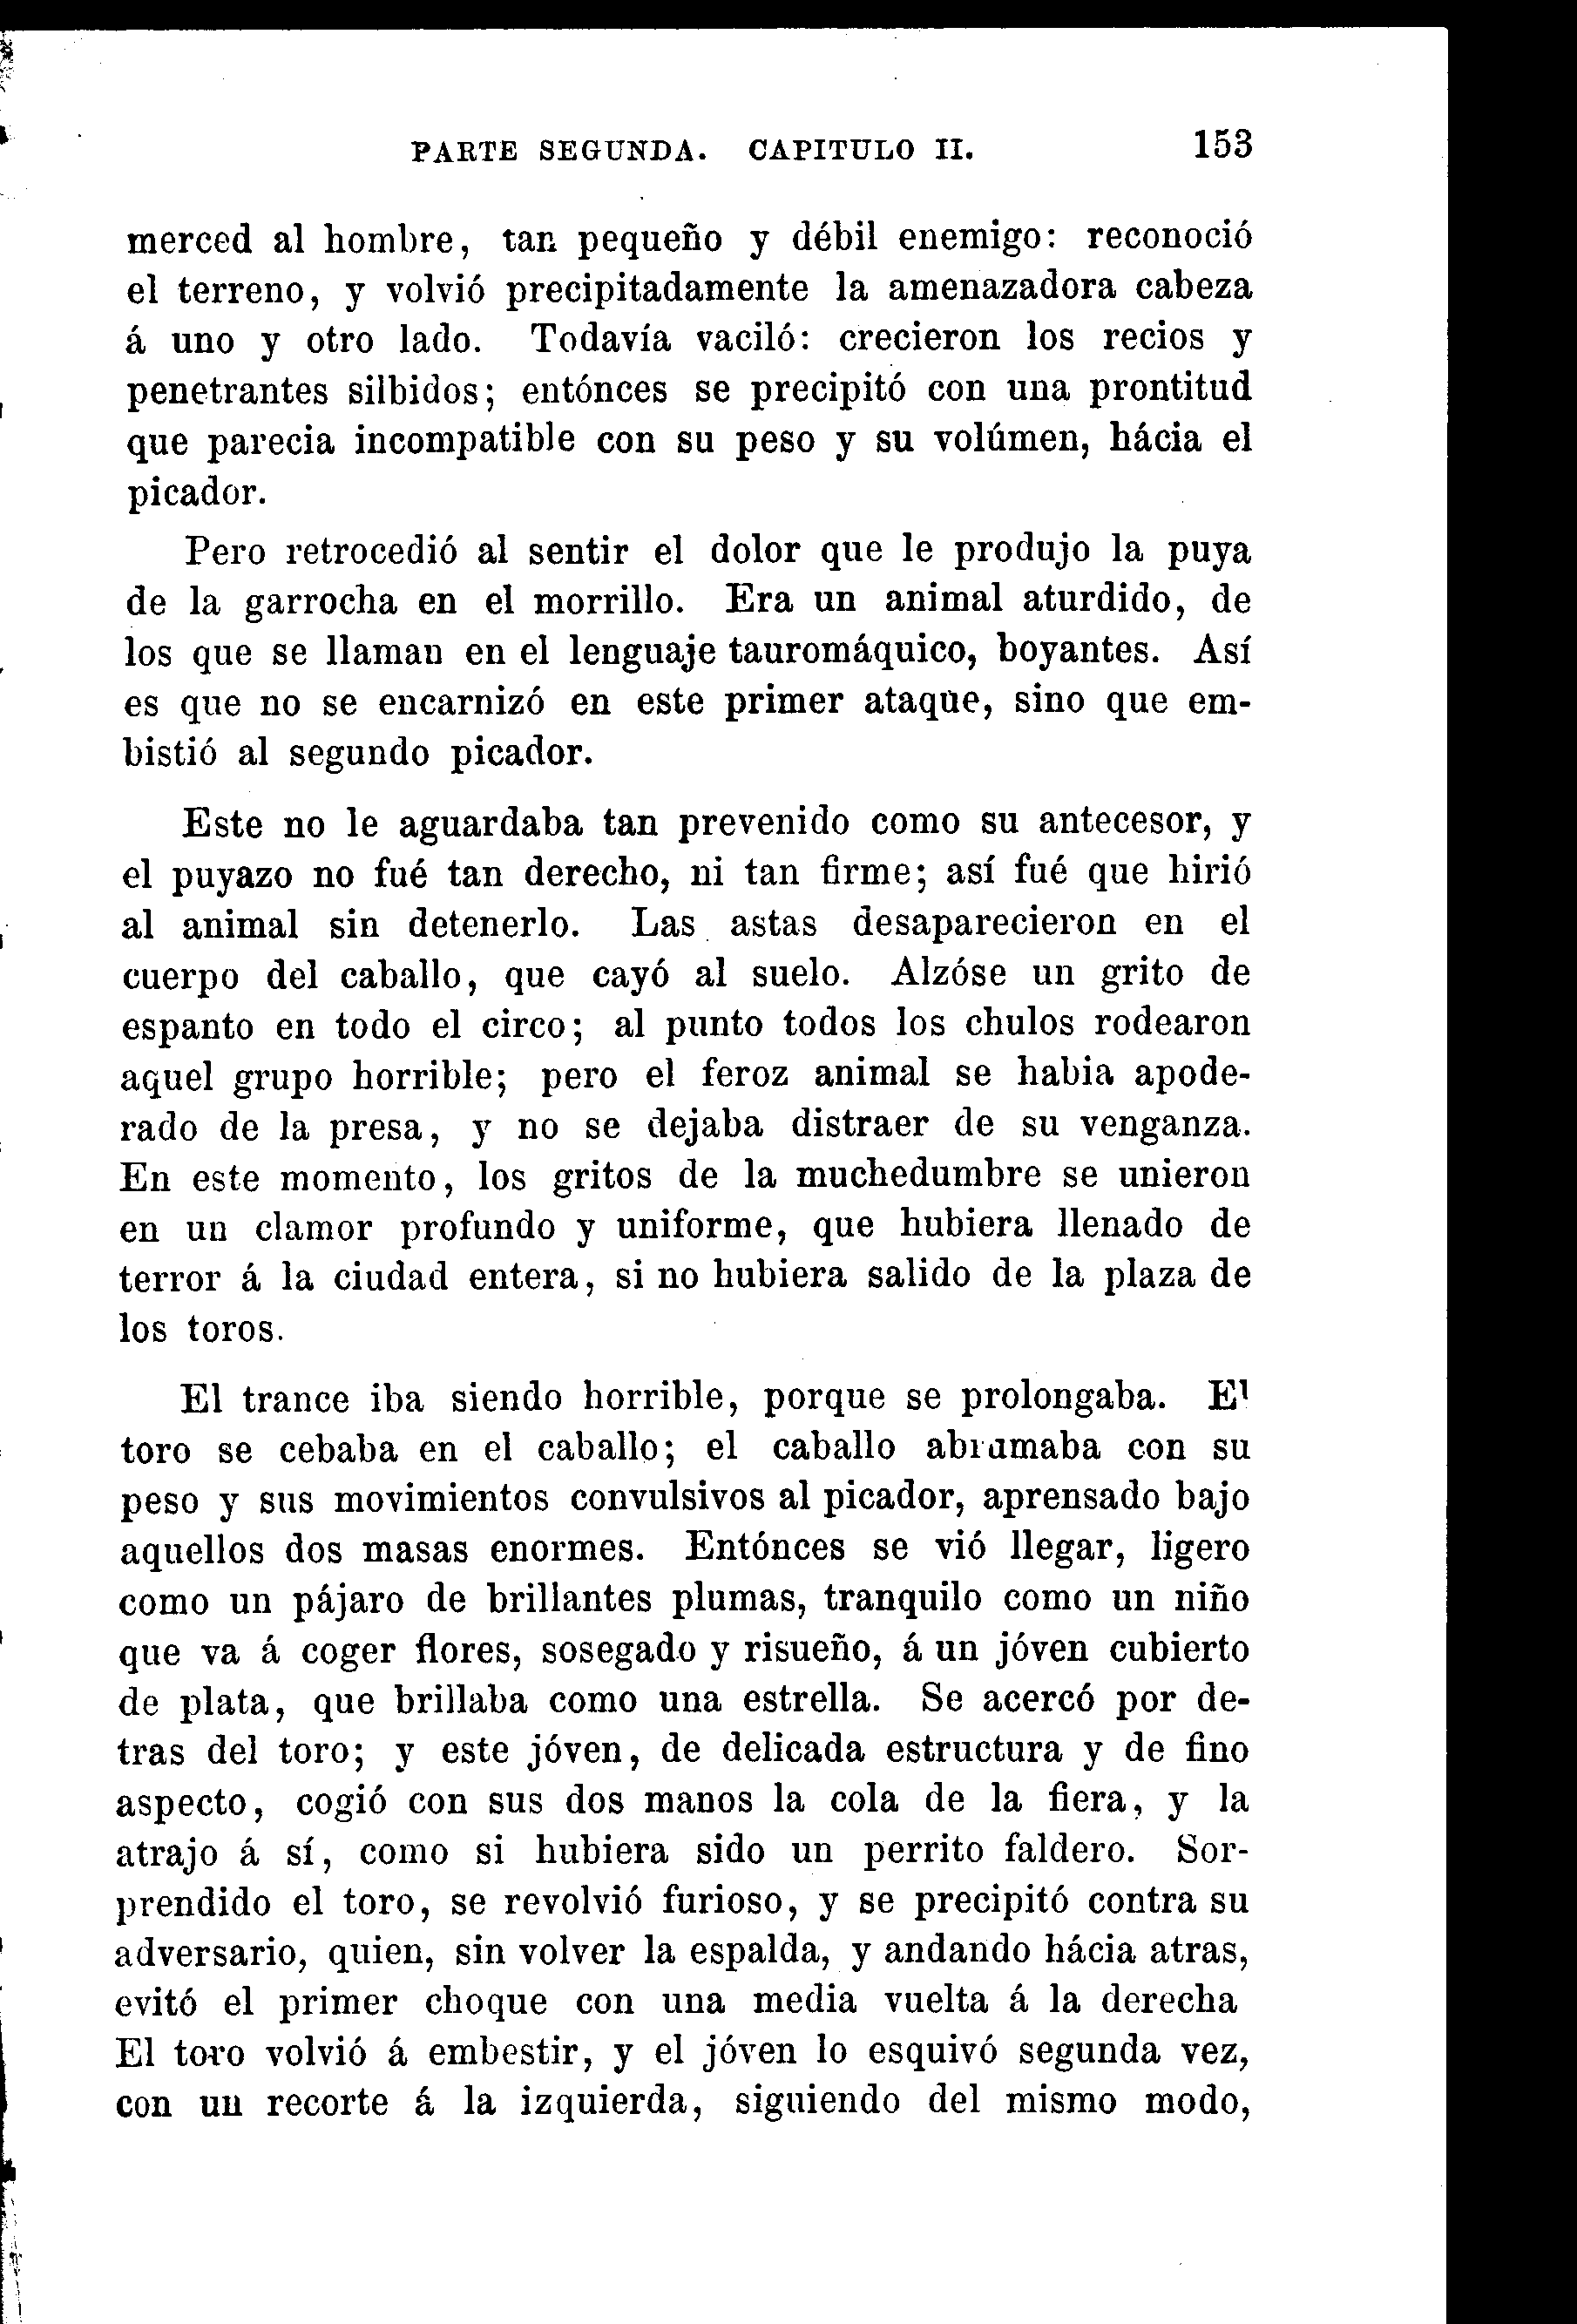 PARTE SEGUNDA. CAPITULO II. 153
merced al hombre, tan pequeño y débil enemigo: reconoció
el terreno, y volvió precipitadamente la amenazadora cabeza
á uno y otro lado. Todavía vaciló: crecieron los recios y
penetrantes silbidos; entónces se precipitó con una prontitud
que parecia incompatible con su peso y su volúmen, hácia el
picador.
Pero retrocedió al sentir el dolor que le produjo la puya
de la garrocha en el morrillo. Era un animal aturdido, de
los que se llaman en el lenguaje tauromáquico, boyantes. Así
es que no se encarnizó en este primer ataque, sino que em-
bistió al segundo picador.
Este no le aguardaba tan prevenido como su antecesor, y
el puyazo no fué tan derecho, ni tan firme; así fué que hirió
al animal sin detenerlo. Las astas desaparecieron en el
cuerpo del caballo, que cayó al suelo. Alzóse un grito de
espanto en todo el circo; al punto todos los chulos rodearon
aquel grupo horrible; pero el feroz animal se habia apode-
rado de la presa, y no se dejaba distraer de su venganza.
En este momento, los gritos de la muchedumbre se unieron
en un clamor profundo y uniforme, que hubiera llenado de
terror á la ciudad entera, si no hubiera salido de la plaza de
los toros.
El trance iba siendo horrible, porque se prolongaba. El
toro se cebaba en el caballo; el caballo abrumaba con su
peso y sus movimientos convulsivos al picador, aprensado bajo
aquellos dos masas enormes. Entónces se vió llegar, ligero
como un pájaro de brillantes plumas, tranquilo como un niño
que va á coger flores, sosegado y risueño, á un jóven cubierto
de plata, que brillaba como una estrella. Se acercó por de-
tras del toro; y este jóven, de delicada estructura y de fino
aspecto, cogió con sus dos manos la cola de la fiera, y la
atrajo á sí, como si hubiera sido un perrito faldero. Sor-
prendido el toro, se revolvió furioso, y se precipitó contra su
adversario, quien, sin volver la espalda, y andando hácia atras,
evitó el primer choque con una media vuelta á la derecha
El toro volvió á embestir, y el jóven lo esquivó segunda vez,
con un recorte á la izquierda, siguiendo del mismo modo,